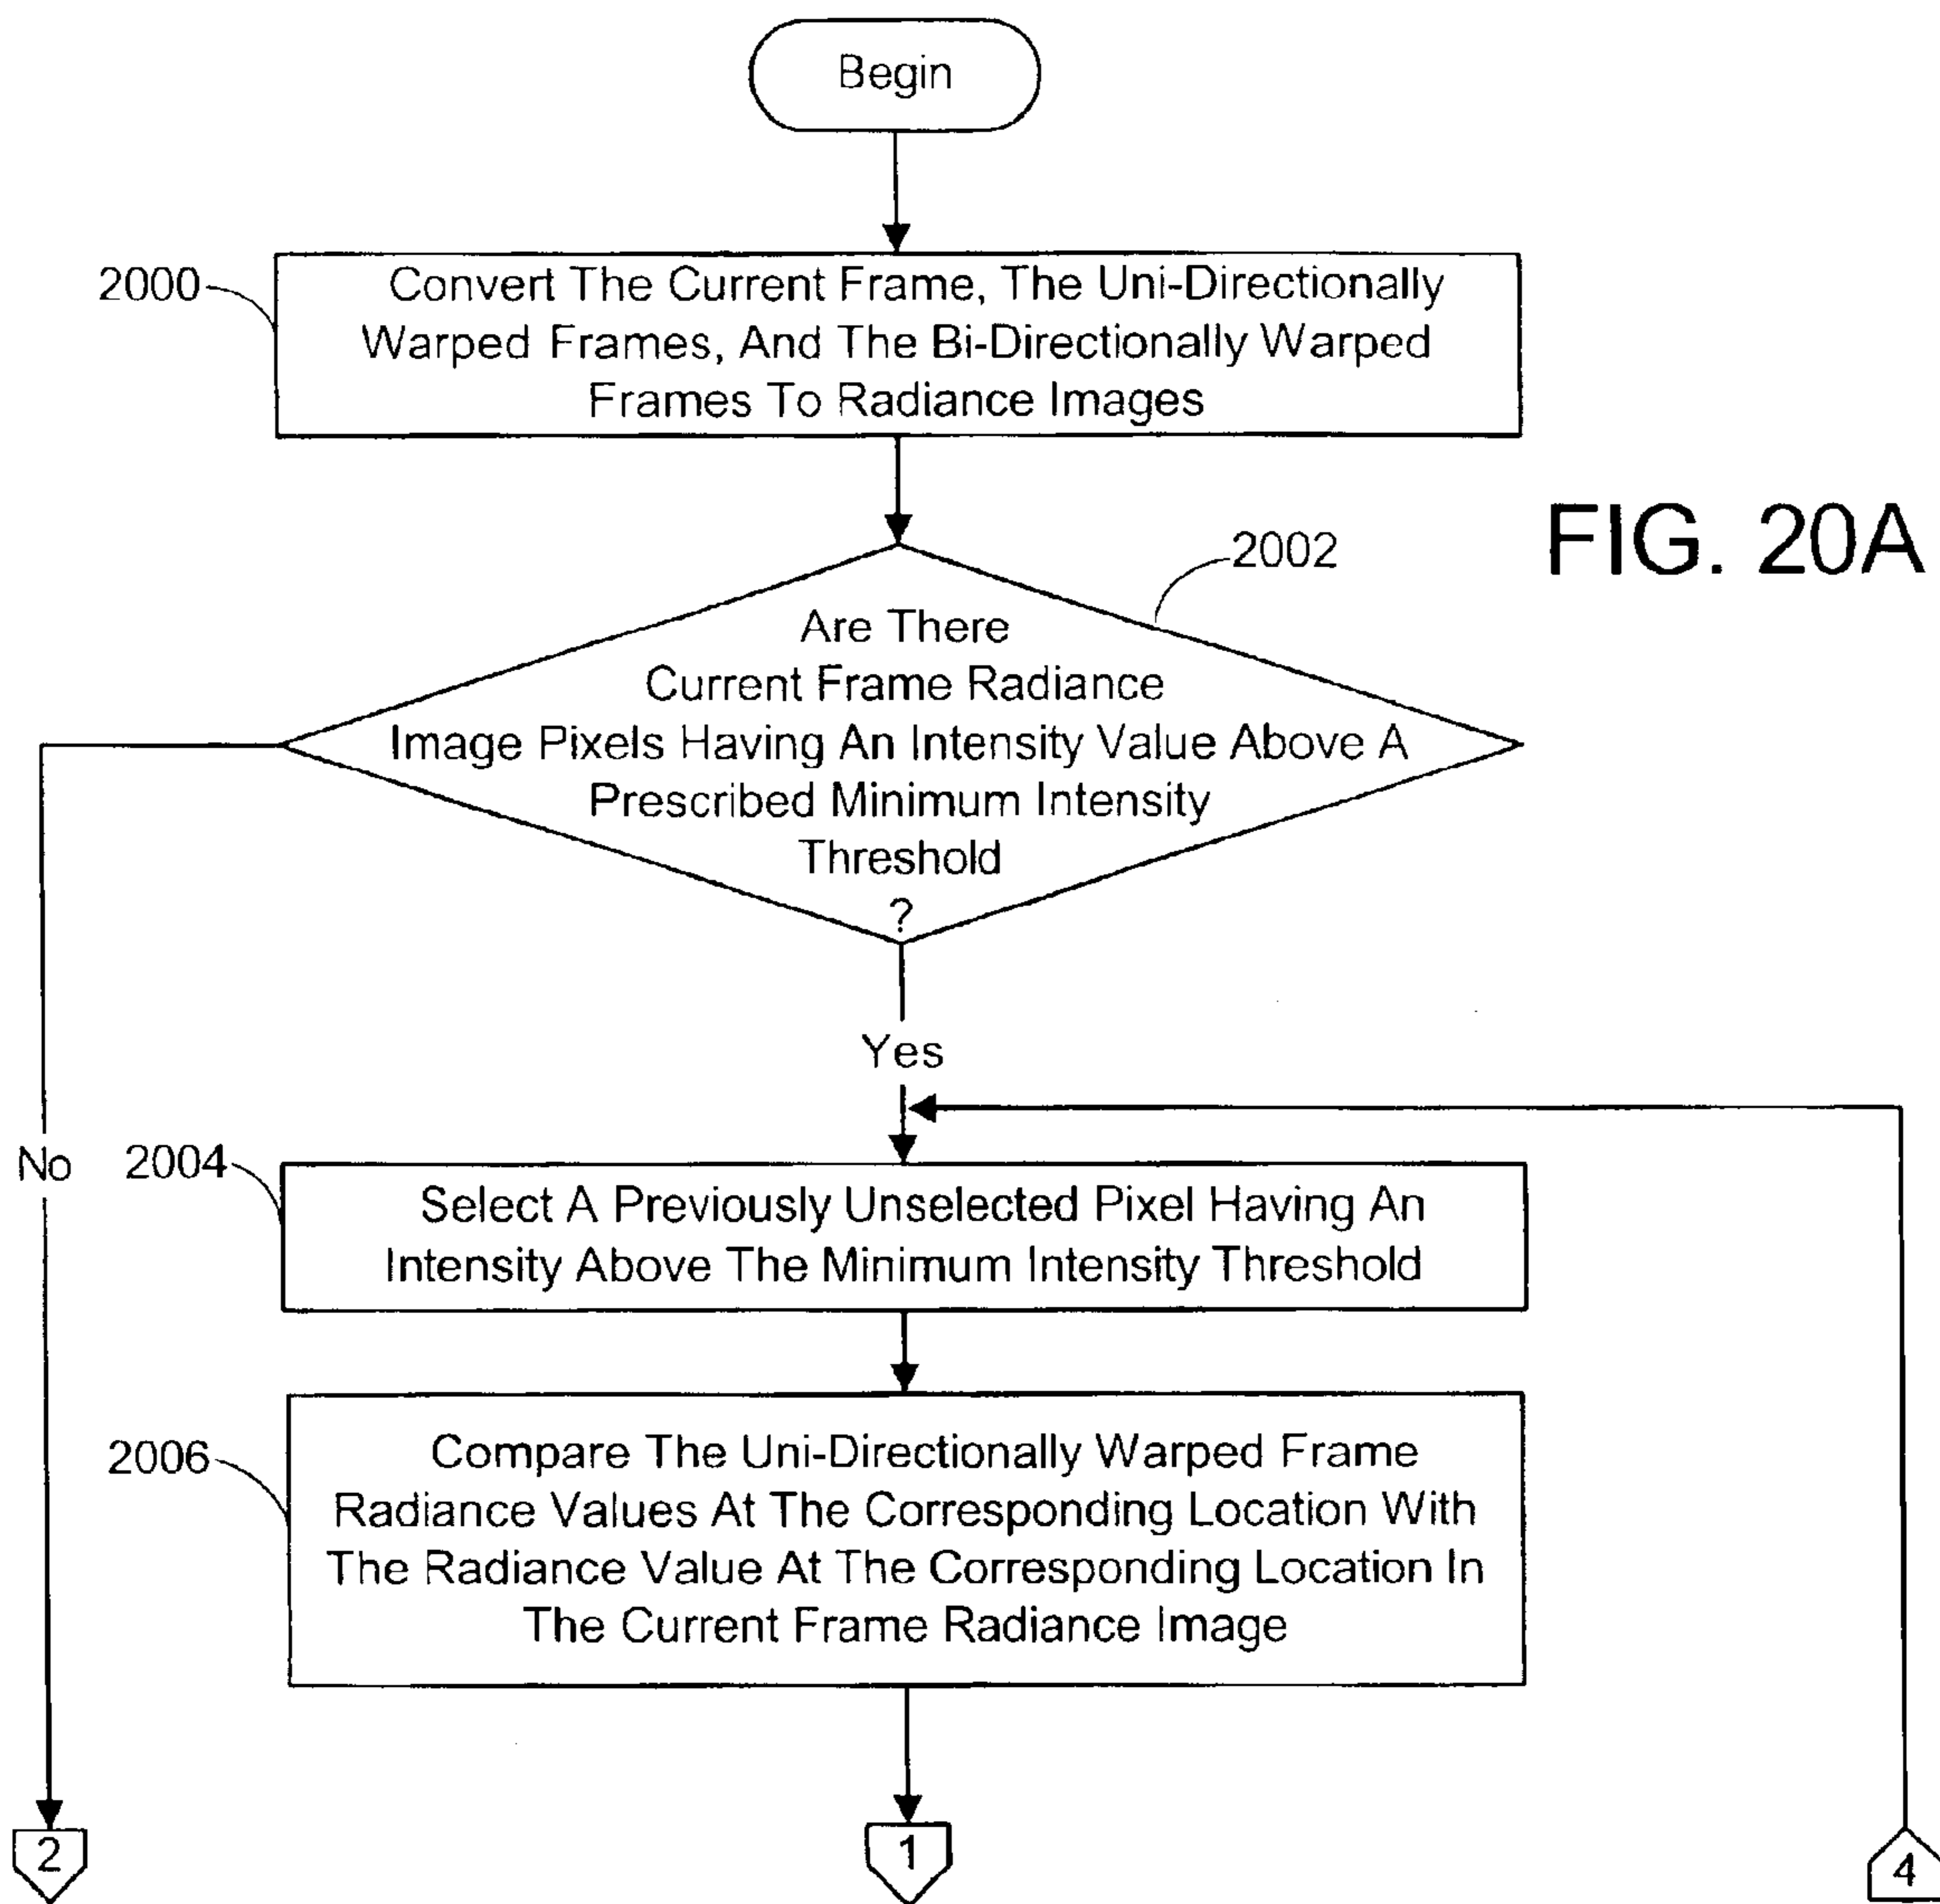 Begin
2000
Convert The Current Frame, The Uni-Directionally
Warped Frames, And The Bi-Directionally Warped
Frames To Radiance Images
FIG. 20A
2002
Are There
Current Frame Radiance
Image Pixels Having An Intensity Value Above A
Prescribed Minimum Intensity
Threshold
?
Yes
No
2004
Select A Previously Unselected Pixel Having An
Intensity Above The Minimum Intensity Threshold
2006
Compare The Uni-Directionally Warped Frame
Radiance Values At The Corresponding Location With
The Radiance Value At The Corresponding Location In
The Current Frame Radiance Image
2
1
4